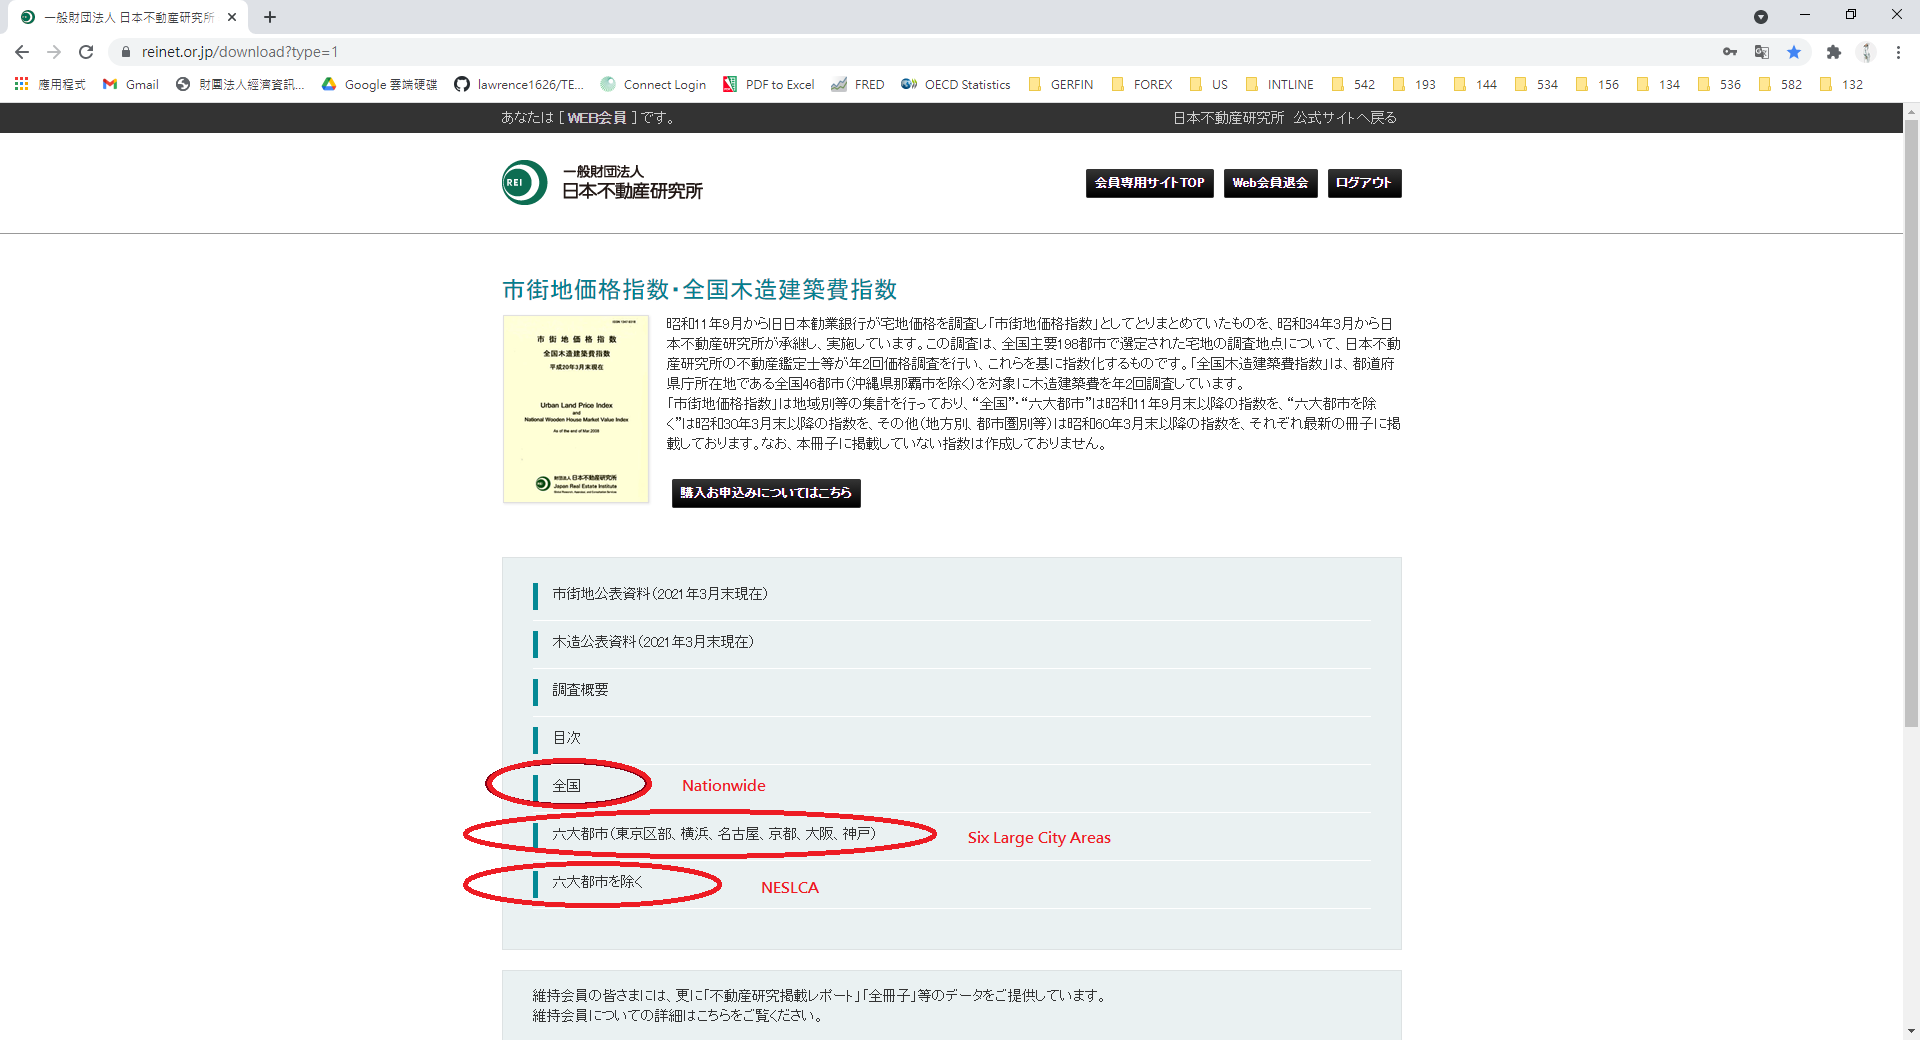 一般財団法人 日本不動産研究所
reinet.or.jp/download?type=1
應用程式 Gmail 財團法人經濟資訊... Google 雲端硬碟 lawrence1626/TE... Connect Login PDF to Excel FRED OECD Statistics GERFIN FOREX US INTLINE 542 193 144 534 156 134 536 582 132
あなたは [ WEB会員 ] です。 日本不動産研究所 公式サイトへ戻る
REI
一般財団法人
日本不動産研究所
会員専用サイトTOP Web会員退会 ログアウト
市街地価格指数・全国木造建築費指数
市街地価格指数
全国木造建築費指数
平成20年3月末現在
Urban Land Price Index
and
National Wooden House Market Value Index
As of the end of Mar.2008
財団法人 日本不動産研究所
Japan Real Estate Institute
昭和11年9月から旧日本勧業銀行が宅地価格を調査し「市街地価格指数」としてとりまとめていたものを、昭和34年3月から日
本不動産研究所が承継し、実施しています。この調査は、全国主要198都市で選定された宅地の調査地点について、日本不動
産研究所の不動産鑑定士等が年2回価格調査を行い、これらを基に指数化するものです。「全国木造建築費指数」は、都道府
県庁所在地である全国46都市（沖縄県那覇市を除く）を対象に木造建築費を年2回調査しています。
「市街地価格指数」は地域別等の集計を行っており、“全国”・“六大都市”は昭和11年9月末以降の指数を、“六大都市を除
く”は昭和30年3月末以降の指数を、その他（地方別、都市圏別等）は昭和60年3月末以降の指数を、それぞれ最新の冊子に掲
載しております。なお、本冊子に掲載していない指数は作成しておりません。
購入お申込みについてはこちら
市街地公表資料（2021年3月末現在）
木造公表資料（2021年3月末現在）
調査概要
目次
全国 Nationwide
六大都市（東京区部、横浜、名古屋、京都、大阪、神戸） Six Large City Areas
六大都市を除く NESLCA
維持会員の皆さまには、更に「不動産研究掲載レポート」「全冊子」等のデータをご提供しています。
維持会員についての詳細はこちらをご覧ください。